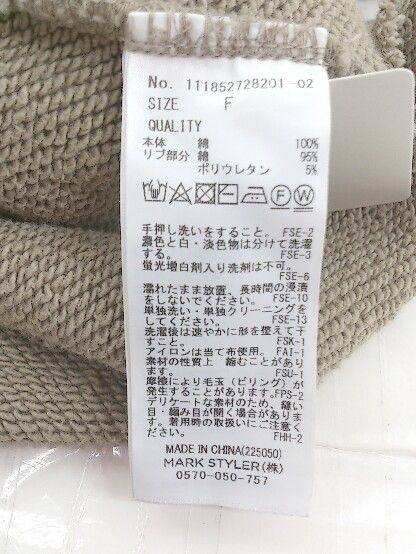 No. 111852728201-02
SIZE F
QUALITY
本体 綿 100%
リブ部分 綿 95%
ポリウレタン 5%
手押し洗いをすること。 FSE-2
濃色と白・淡色物は分けて洗濯
する。 FSE-3
蛍光増白剤入り洗剤は不可。
FSE-6
濡れたまま放置、長時間の浸漬
をしないでください。 FSE-10
単独洗い・単独クリーニングを
してください。 FSE-13
洗濯後は速やかに形を整えて干
すこと。 FSK-1
アイロンは当て布使用。 FAI-1
素材の性質上 縮むことがあり
ます。 FSU-1
摩擦により毛玉(ピリング)が
発生することがあります。FPS-2
デリケートな素材のため、縫い
目・編み目が開く場合がありま
す。着用時の取扱いにご注意く
ださい。 FHH-2
MADE IN CHINA(225050)
MARK STYLER(株)
0570-050-757